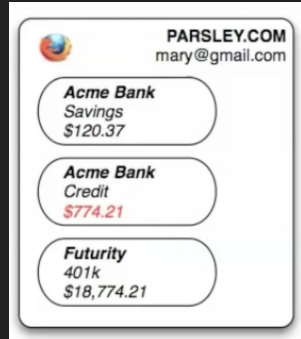 PARSLEY.COM
mary@gmail.com
Acme Bank
Savings
$120.37
Acme Bank
Credit
$774.21
Futurity
401k
$18,774.21